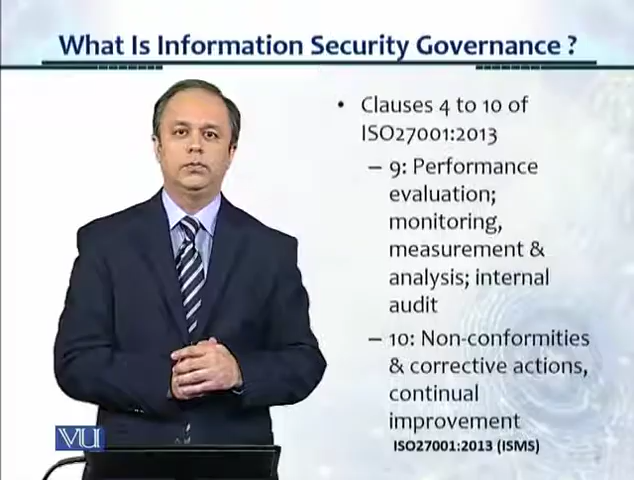 What Is Information Security Governance ?
• Clauses 4 to 10 of
ISO27001:2013
– 9: Performance
evaluation;
monitoring,
measurement &
analysis; internal
audit
– 10: Non-conformities
& corrective actions,
continual
improvement
ISO27001:2013 (ISMS)
VU